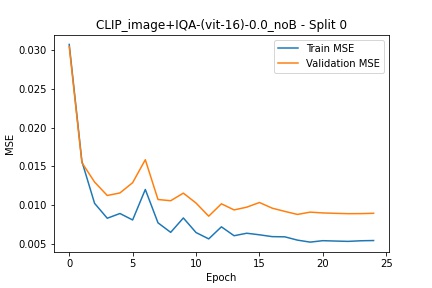 CLIP_image+IQA-(vit-16)-0.0_noB - Split 0
Train MSE
Validation MSE
0.030
0.025
0.020
0.015
0.010
0.005
MSE
0
5
10
15
20
25
Epoch